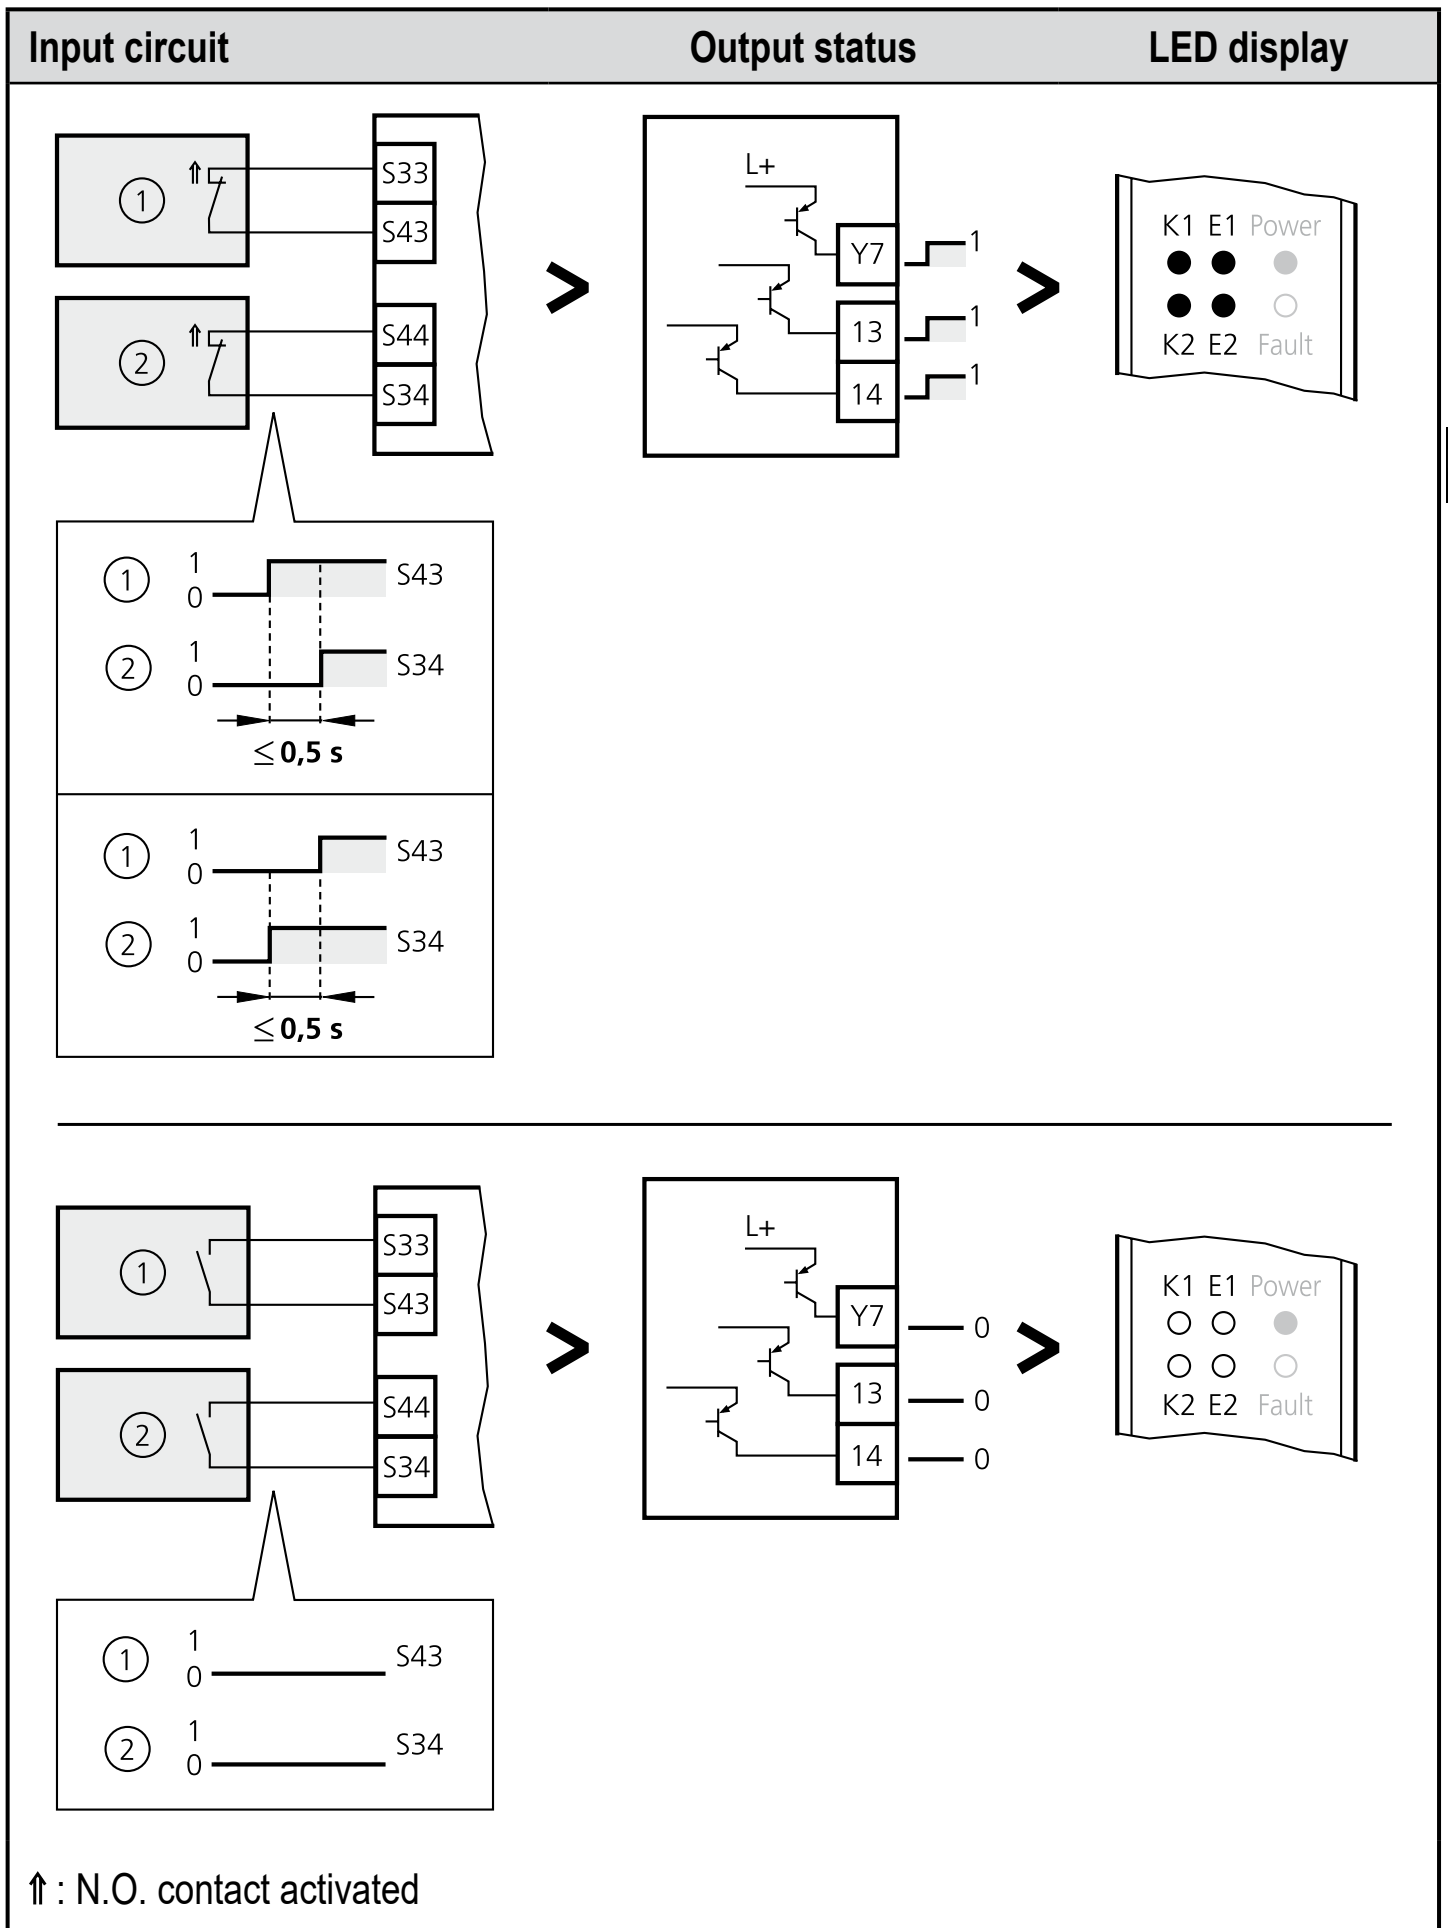 Input circuit Output status LED display
1 S33
S43
2 S44
S34
L+
Y7 1
13 1
14 1
K1 E1 Power
K2 E2 Fault
1 1 S43
0
2 1 S34
0
≤ 0,5 s
1 1 S43
0
2 1 S34
0
≤ 0,5 s
1 S33
S43
2 S44
S34
L+
Y7 0
13 0
14 0
K1 E1 Power
K2 E2 Fault
1 1 S43
0
2 1 S34
0
⇑ : N.O. contact activated